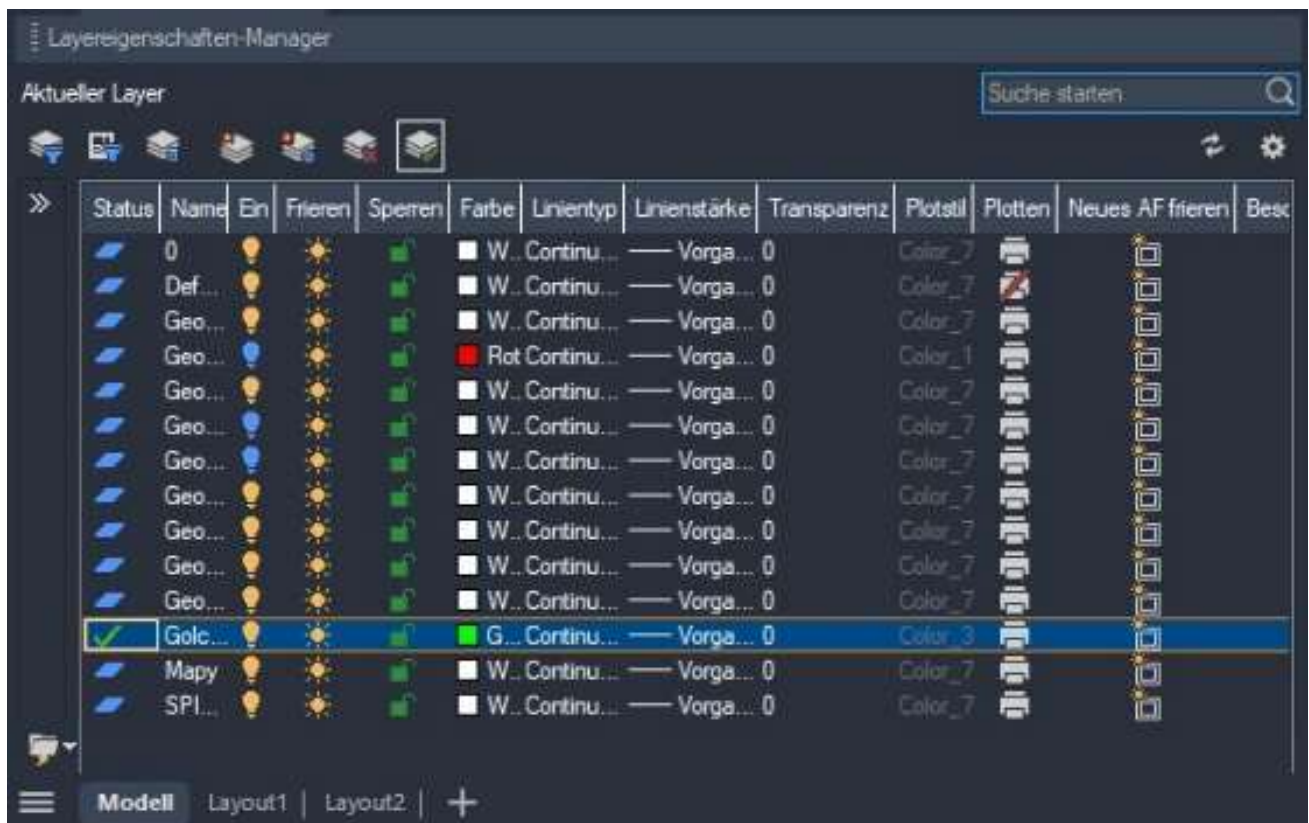 Layereigenschaften-Manager
Aktueller Layer
Suche starten
Status Name Ein Frieren Sperren Farbe Linientyp Linienstärke Transparenz Plotstil Plotten Neues AF frieren Besc
0 W... Continu... Vorga... 0 Color_7
Def... W... Continu... Vorga... 0 Color_7
Geo... W... Continu... Vorga... 0 Color_7
Geo... Rot Continu... Vorga... 0 Color_1
Geo... W... Continu... Vorga... 0 Color_7
Geo... W... Continu... Vorga... 0 Color_7
Geo... W... Continu... Vorga... 0 Color_7
Geo... W... Continu... Vorga... 0 Color_7
Geo... W... Continu... Vorga... 0 Color_7
Geo... W... Continu... Vorga... 0 Color_7
Geo... W... Continu... Vorga... 0 Color_7
Golc... G... Continu... Vorga... 0 Color_3
Mapy W... Continu... Vorga... 0 Color_7
SPI... W... Continu... Vorga... 0 Color_7
Modell Layout1 Layout2